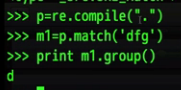 >>> p=re.compile(".")
>>> m1=p.match('dfg')
>>> print m1.group()
d